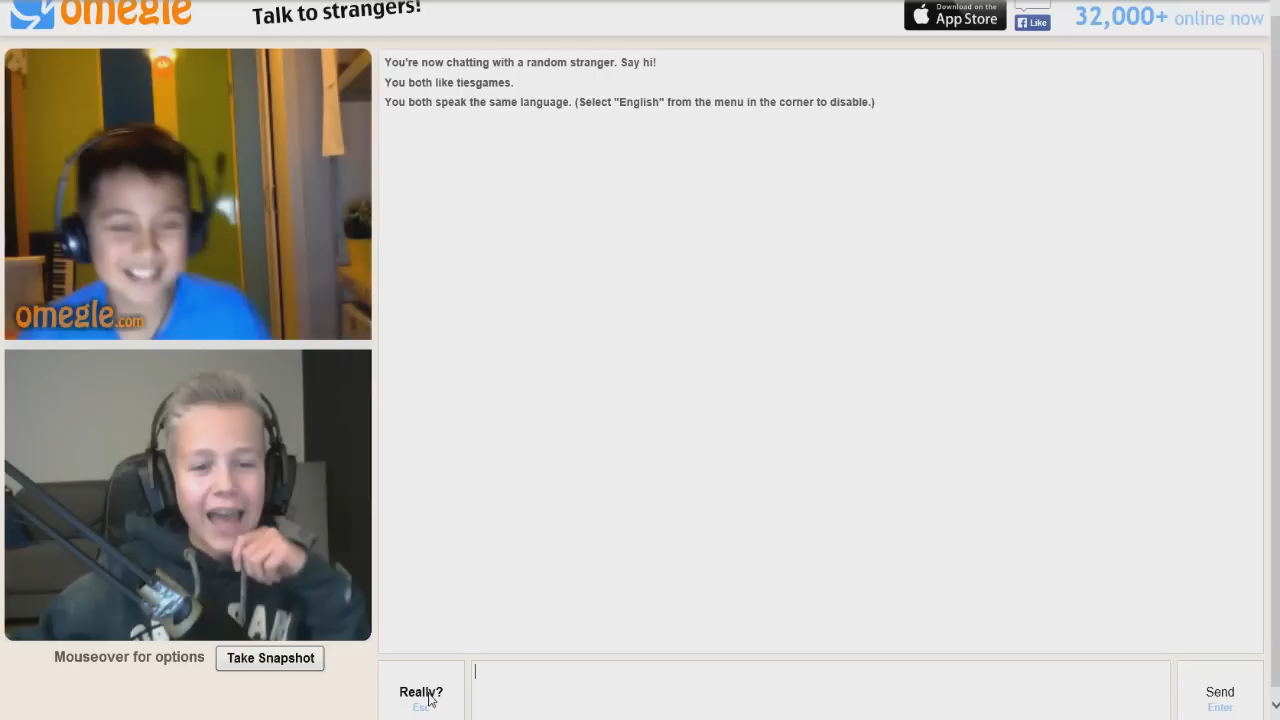 omegle
Talk to strangers!
Download on the
App Store
Like
32,000+ online now
You're now chatting with a random stranger. Say hi!
You both like tiesgames.
You both speak the same language. (Select "English" from the menu in the corner to disable.)
omegle.com
Mouseover for options
Take Snapshot
Really?
Esc
Send
Enter